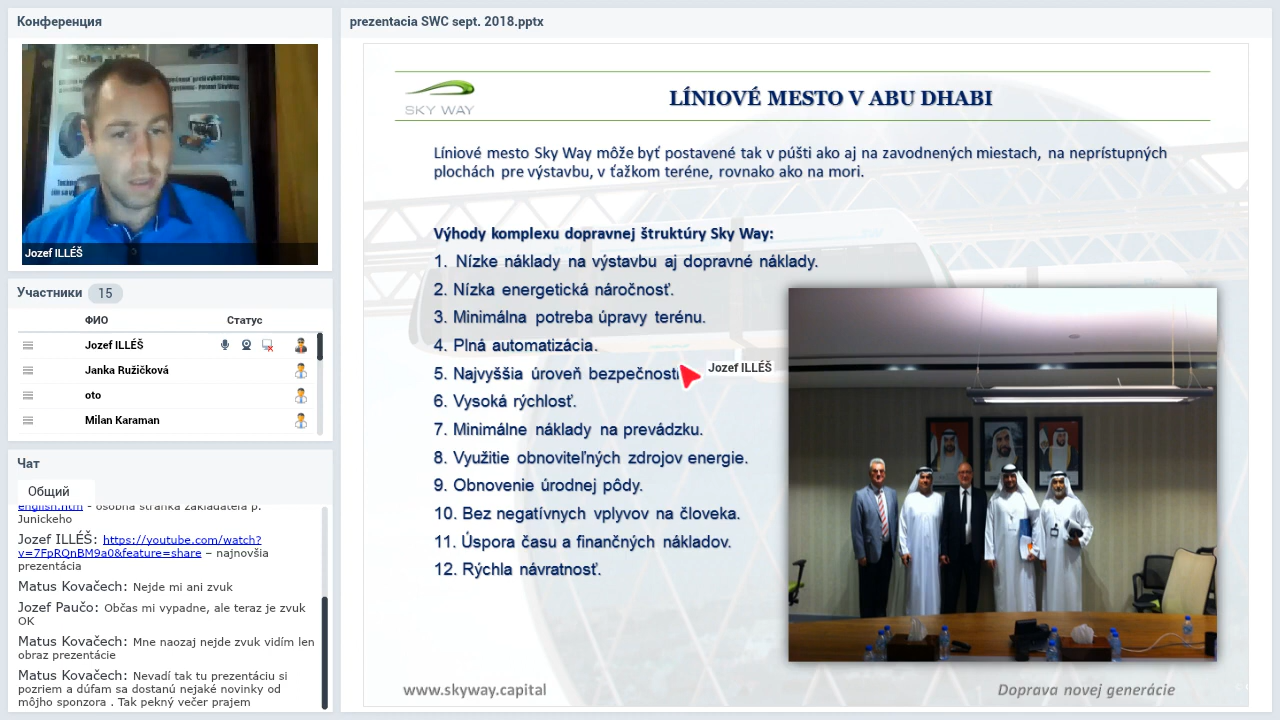 Конференция
Jozef ILLÉŠ
Участники 15
ФИО Статус
Jozef ILLÉŠ
Janka Ružičková
oto
Milan Karaman
Чат
Общий
english.htm - osobná stránka zakladateľa p.
Junickeho
Jozef ILLÉŠ: https://youtube.com/watch?
v=7FpRQnBM9a0&feature=share – najnovšia
prezentácia
Matus Kovačech: Nejde mi ani zvuk
Jozef Paučo: Občas mi vypadne, ale teraz je zvuk
OK
Matus Kovačech: Mne naozaj nejde zvuk vidím len
obraz prezentácie
Matus Kovačech: Nevadí tak tu prezentáciu si
pozriem a dúfam sa dostanú nejaké novinky od
môjho sponzora . Tak pekný večer prajem
prezentacia SWC sept. 2018.pptx
SKY WAY
LÍNIOVÉ MESTO V ABU DHABI
Líniové mesto Sky Way môže byť postavené tak v púšti ako aj na zavodnených miestach, na neprístupných
plochách pre výstavbu, v ťažkom teréne, rovnako ako na mori.
Výhody komplexu dopravnej štruktúry Sky Way:
1. Nízke náklady na výstavbu aj dopravné náklady.
2. Nízka energetická náročnosť.
3. Minimálna potreba úpravy terénu.
4. Plná automatizácia.
5. Najvyššia úroveň bezpečnosti
Jozef ILLÉŠ
6. Vysoká rýchlosť.
7. Minimálne náklady na prevádzku.
8. Využitie obnoviteľných zdrojov energie.
9. Obnovenie úrodnej pôdy.
10. Bez negatívnych vplyvov na človeka.
11. Úspora času a finančných nákladov.
12. Rýchla návratnosť.
www.skyway.capital
Doprava novej generácie